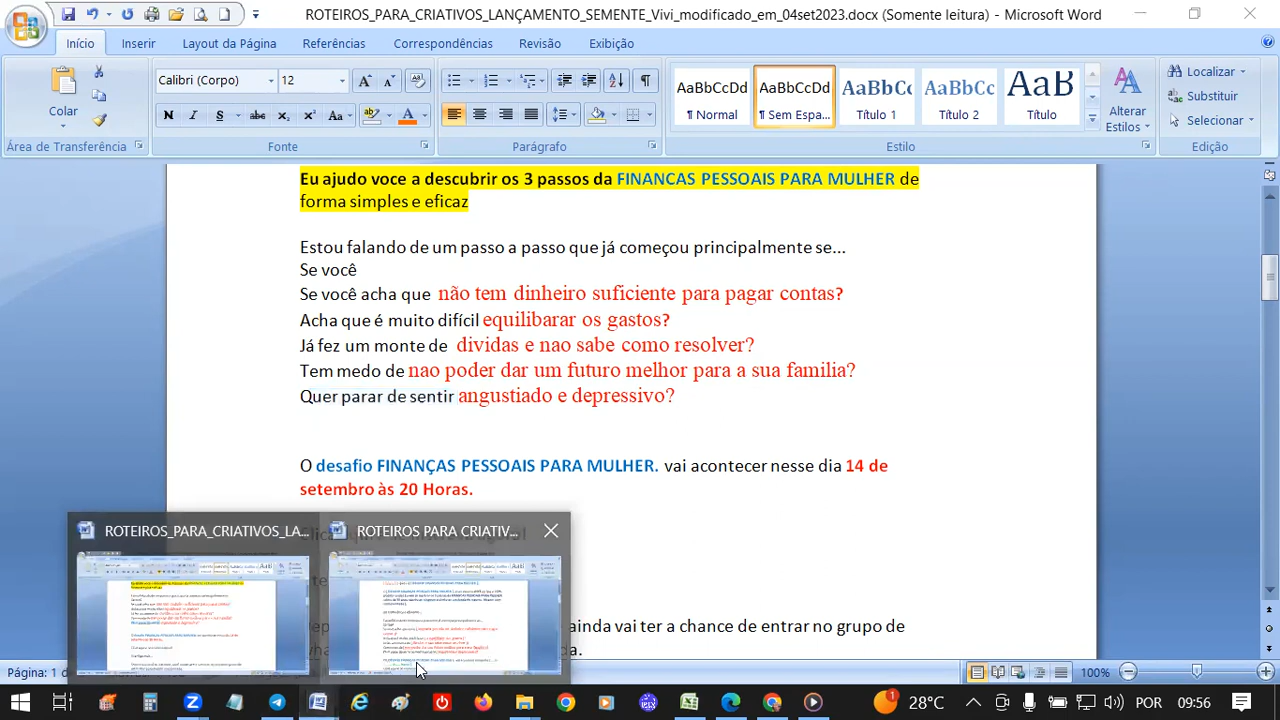 ROTEIROS_PARA_CRIATIVOS_LANÇAMENTO_SEMENTE_Vivi_modificado_em_04set2023.docx (Somente leitura) - Microsoft Word
Início Inserir Layout da Página Referências Correspondências Revisão Exibição
Colar
Área de Transferência
Calibri (Corpo) 12
N I S abc x₂ x² Aa A
Fonte
Parágrafo
AaBbCcDd AaBbCcDd AaBbCc AaBbCc AaB
¶ Normal ¶ Sem Espa... Título 1 Título 2 Título
Alterar
Estilos
Estilo
Localizar
Substituir
Selecionar
Edição
Eu ajudo voce a descubrir os 3 passos da FINANCAS PESSOAIS PARA MULHER de
forma simples e eficaz
Estou falando de um passo a passo que já começou principalmente se...
Se você
Se você acha que não tem dinheiro suficiente para pagar contas?
Acha que é muito difícil equilibarar os gastos?
Já fez um monte de dividas e nao sabe como resolver?
Tem medo de nao poder dar um futuro melhor para a sua familia?
Quer parar de sentir angustiado e depressivo?
O desafio FINANÇAS PESSOAIS PARA MULHER. vai acontecer nesse dia 14 de
setembro às 20 Horas.
ROTEIROS_PARA_CRIATIVOS_LA... ROTEIROS PARA CRIATIV...
ainda vai ter a chance de entrar no grupo de
Página: 1 d
100%
28°C POR 09:56